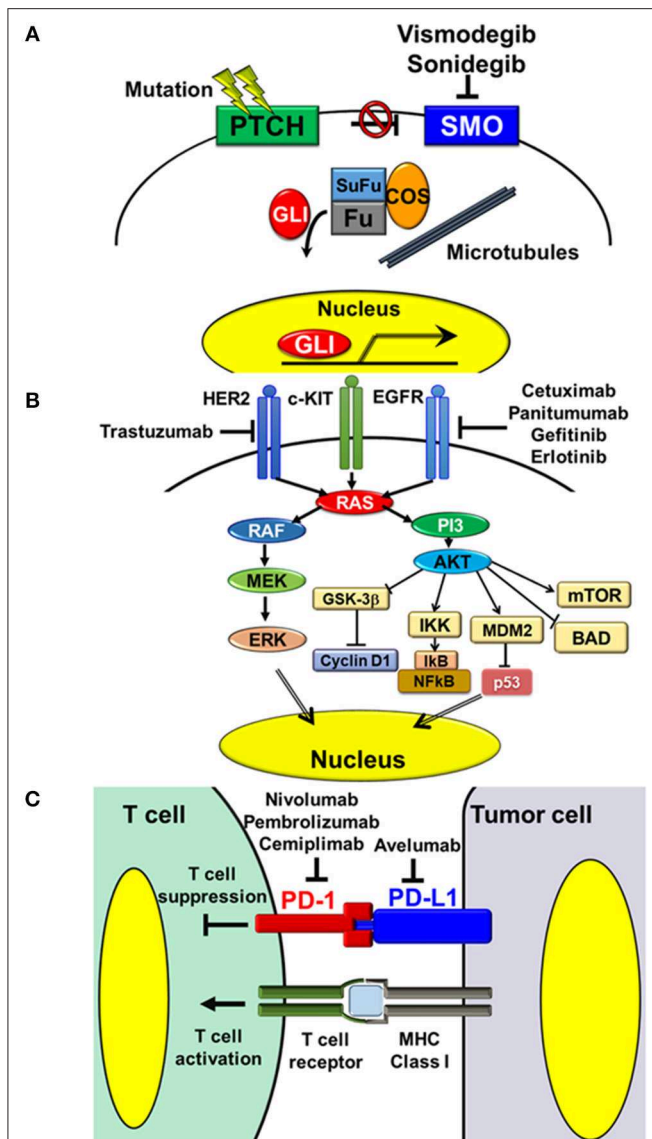 A
Vismodegib
Sonidegib
Mutation
PTCH
SMO
SuFu
COS
GLI
Fu
Microtubules
Nucleus
GLI
B
HER2
c-KIT
EGFR
Cetuximab
Panitumumab
Gefitinib
Erlotinib
Trastuzumab
RAS
RAF
PI3
AKT
MEK
mTOR
GSK-3β
IKK
MDM2
BAD
ERK
Cyclin D1
IkB
NFkB
p53
Nucleus
C
T cell
Nivolumab
Pembrolizumab
Cemiplimab
Avelumab
Tumor cell
T cell
suppression
PD-1
PD-L1
T cell
activation
T cell
receptor
MHC
Class I